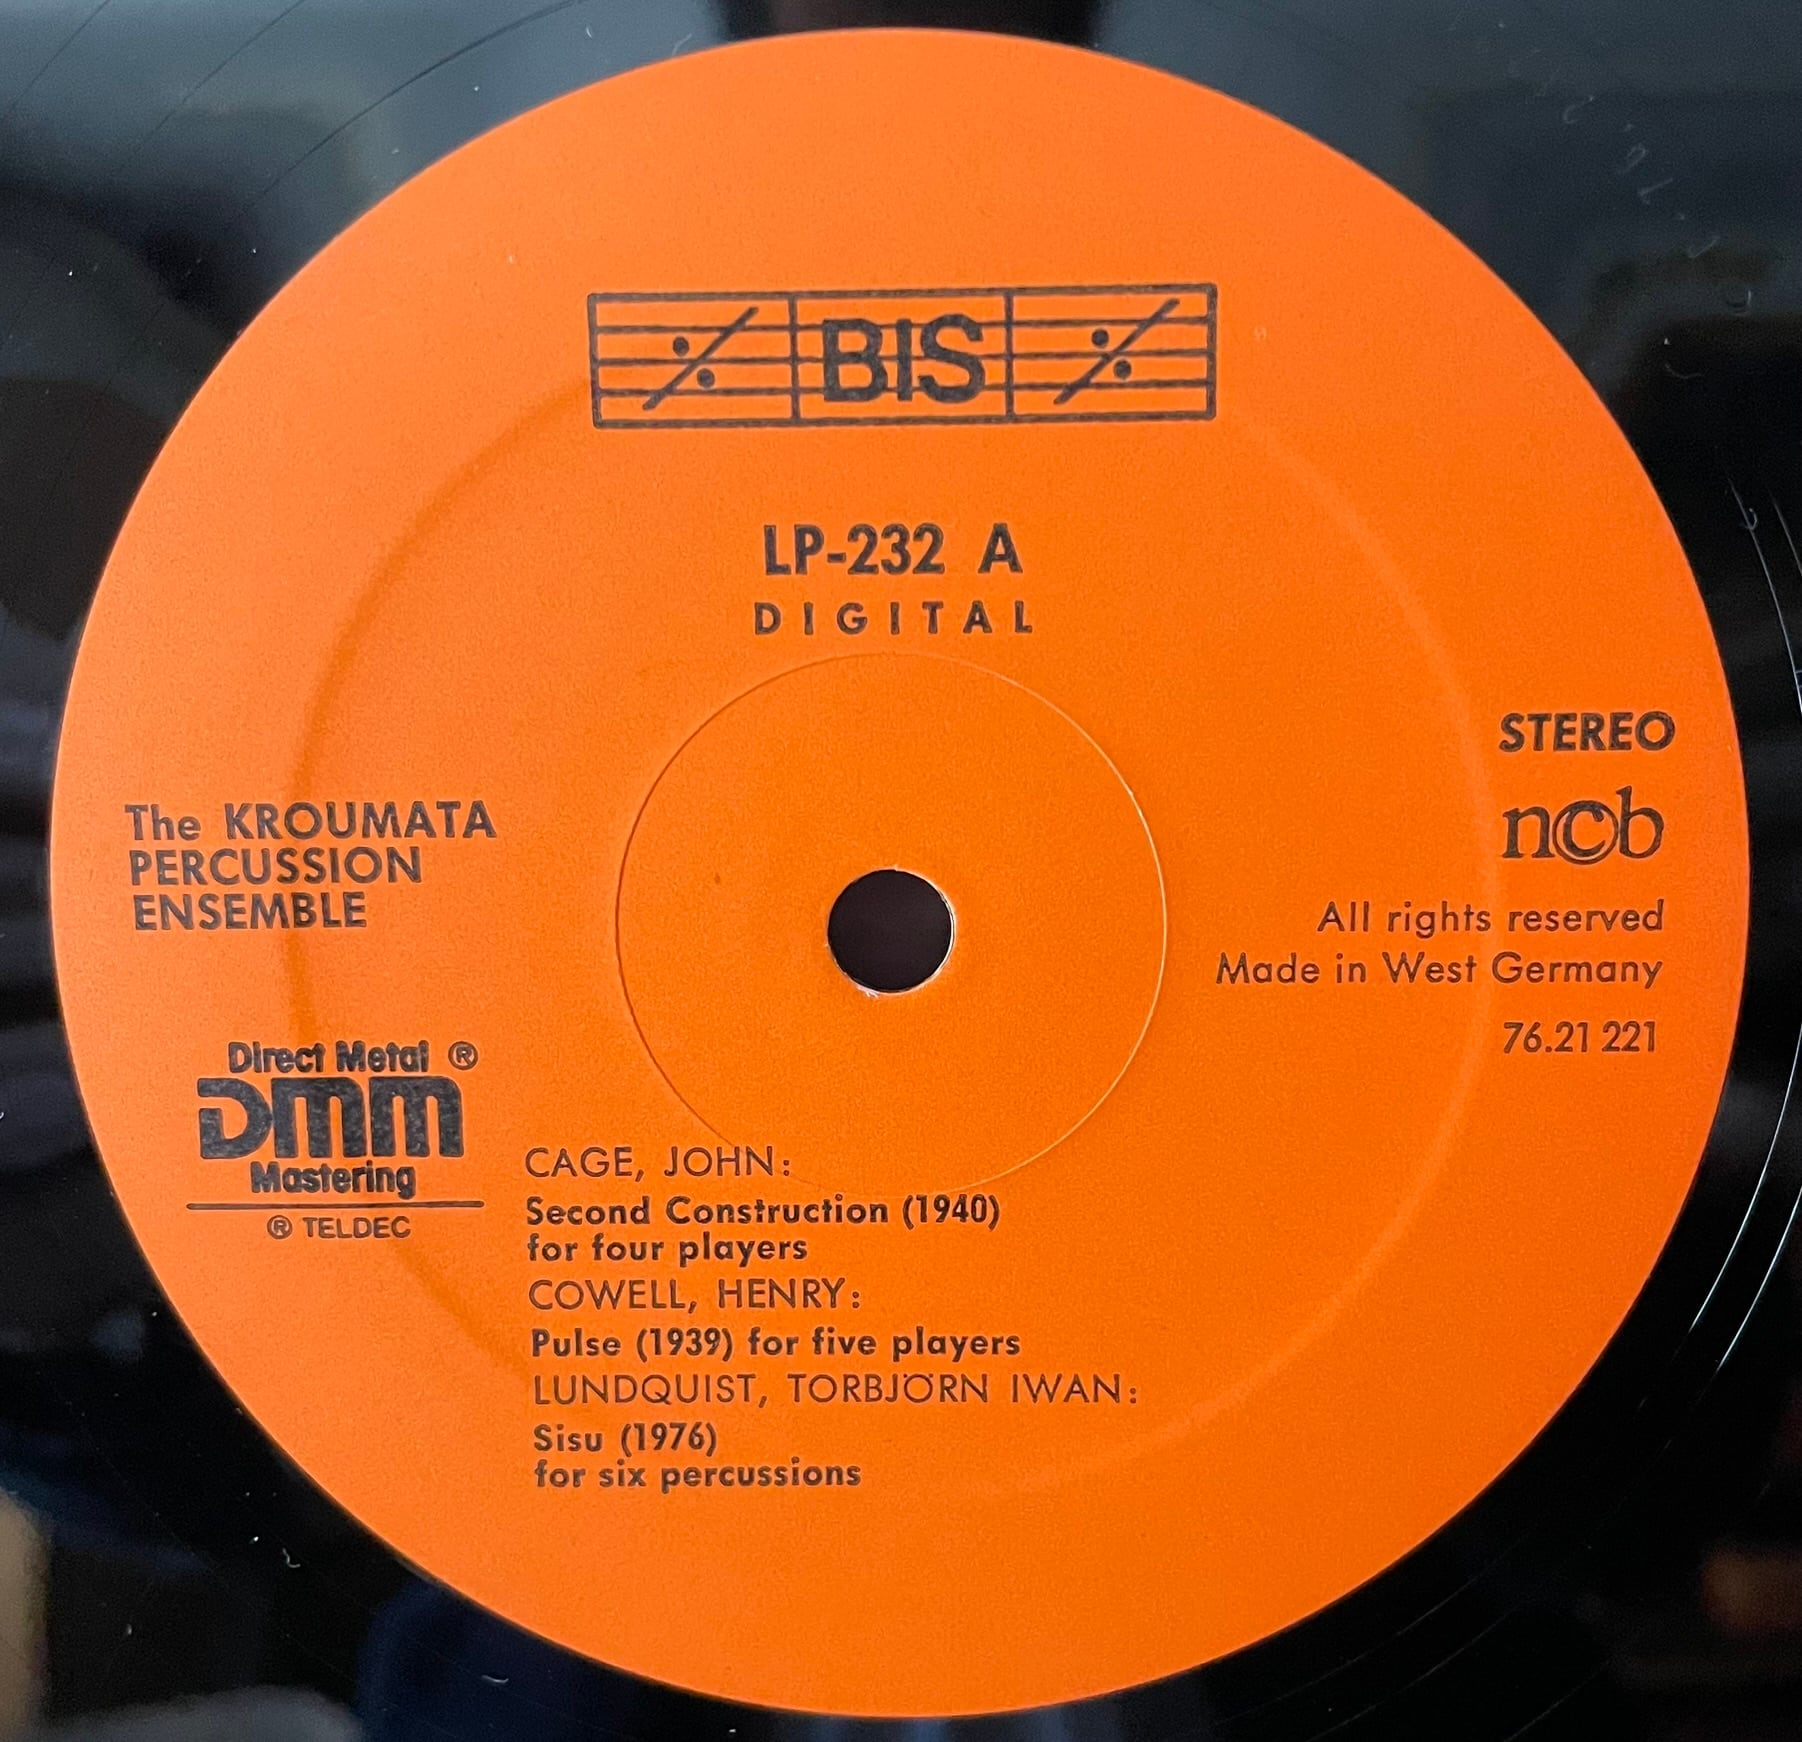 BIS
LP-232 A
DIGITAL
STEREO
ncb
The KROUMATA
PERCUSSION
ENSEMBLE
All rights reserved
Made in West Germany
76.21 221
Direct Metal ®
DMM
Mastering
® TELDEC
CAGE, JOHN:
Second Construction (1940)
for four players
COWELL, HENRY:
Pulse (1939) for five players
LUNDQUIST, TORBJÖRN IWAN:
Sisu (1976)
for six percussions